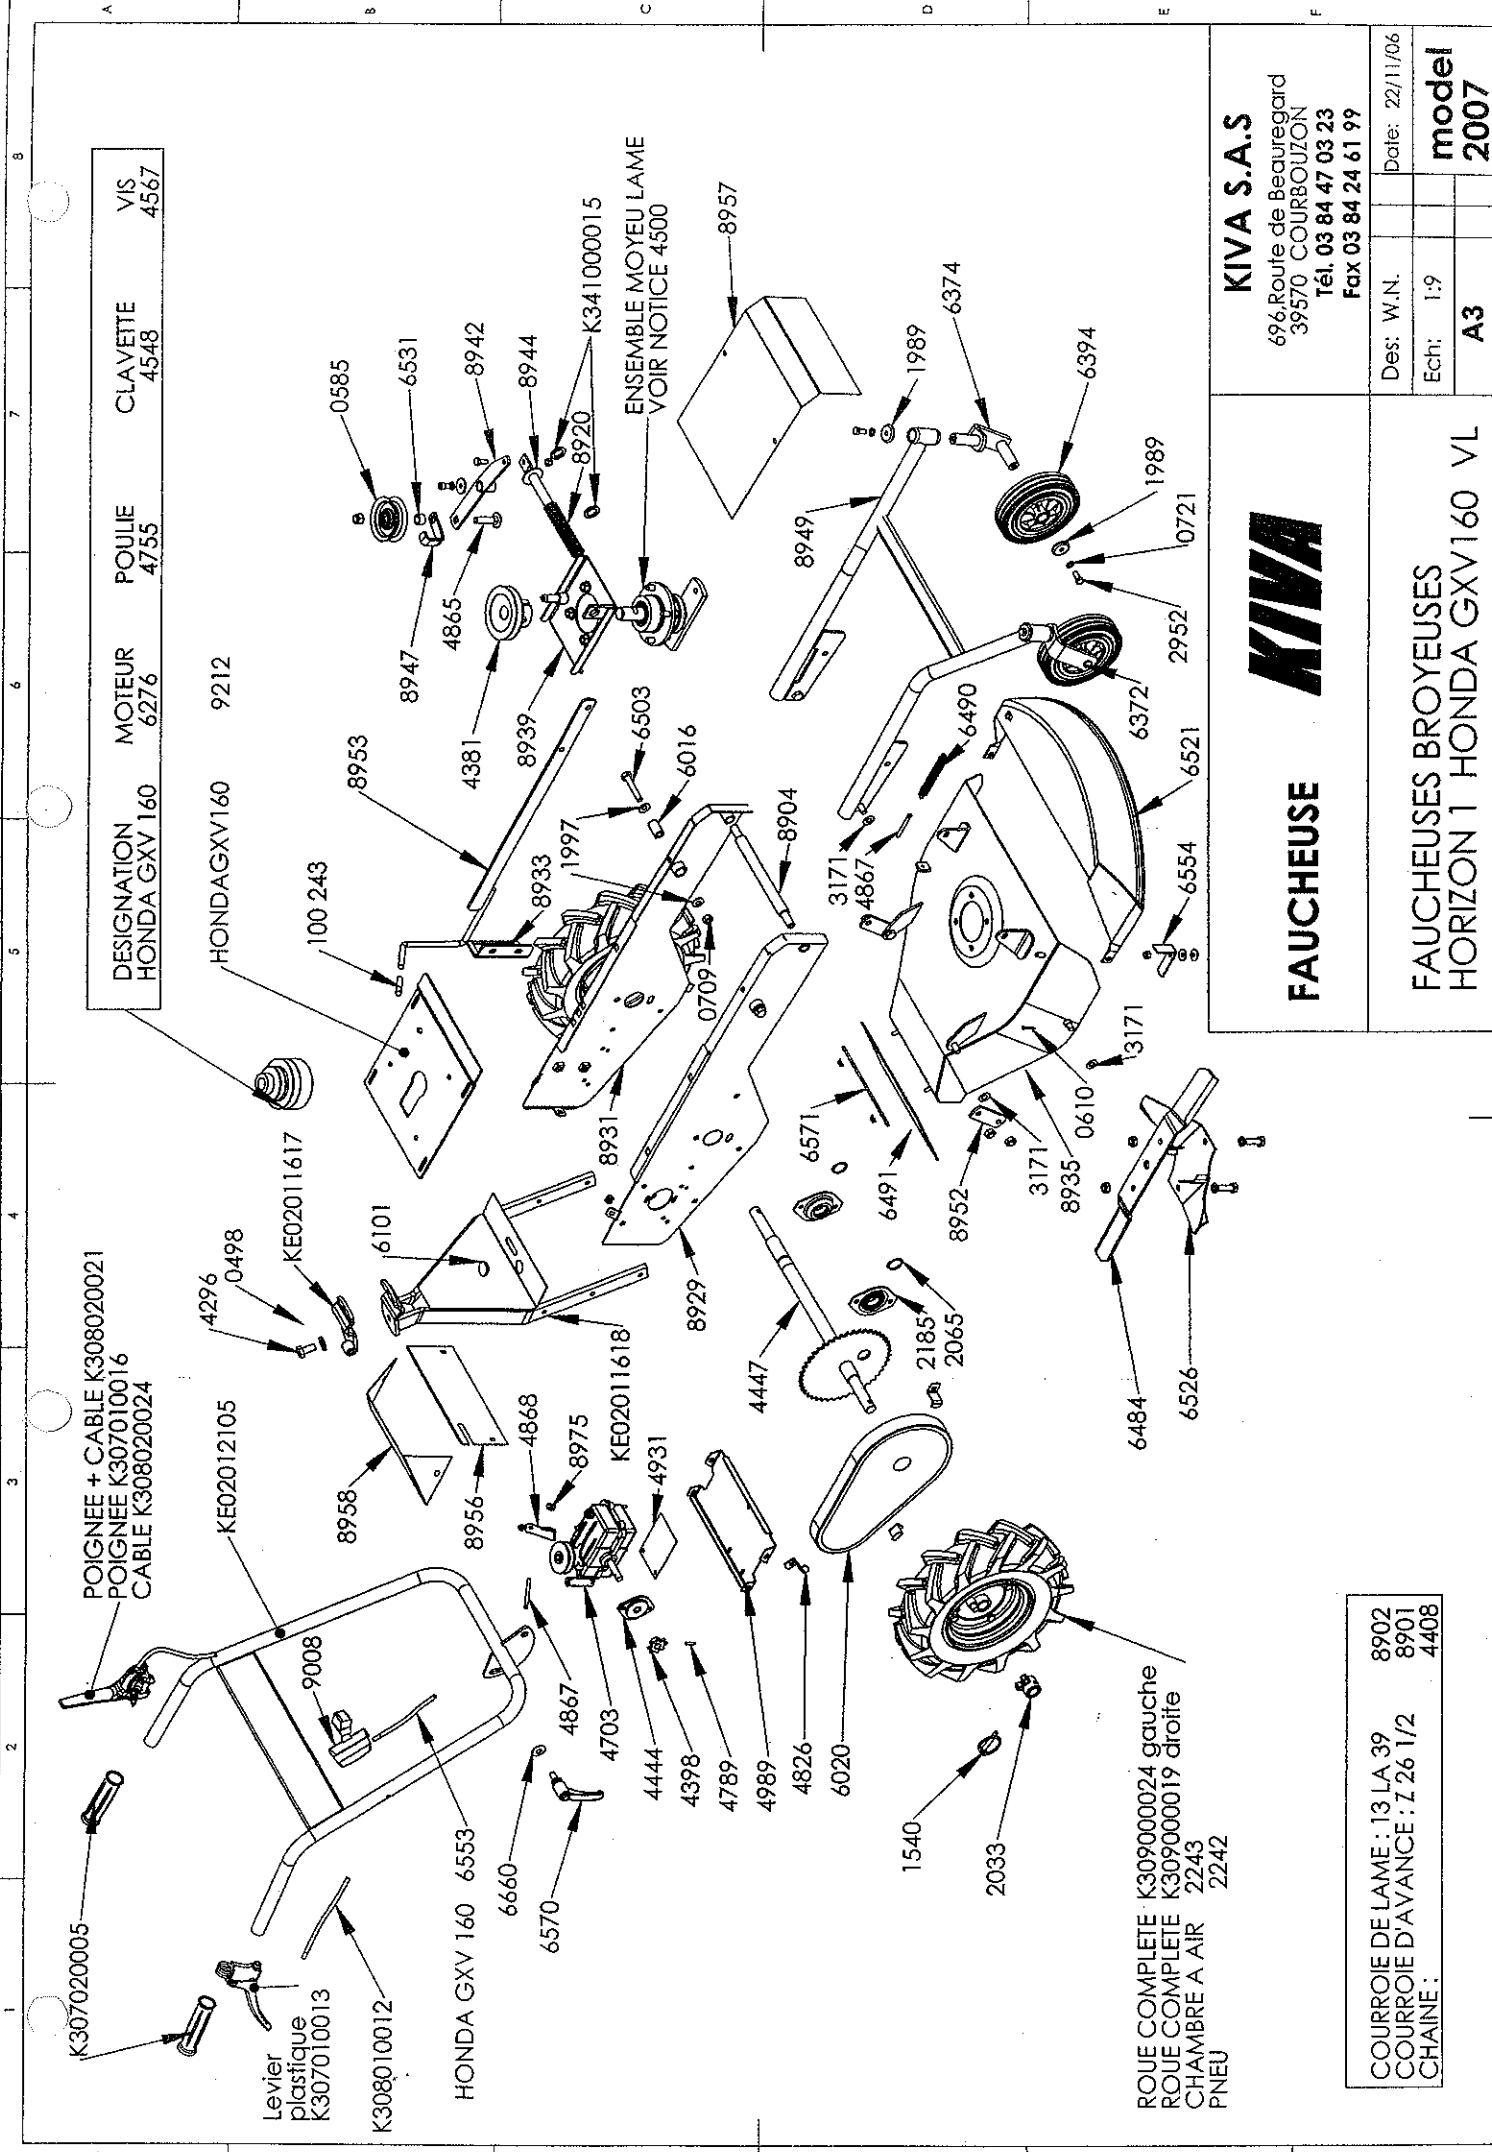 POIGNEE + CABLE K308020021
POIGNEE K307010016
CABLE K308020024
K307020005
KE02012105
Levier
plastique
K307010013
K308010012
9008
HONDA GXV 160 6553
6660
6570
4296
0498
KE02011617
6101
8958
8956
KE02011618
4868
8975
4931
4867
4703
4444
4398
4789
4989
4826
6020
1540
2033
4447
2185
2065
ROUE COMPLETE K309000024 gauche
ROUE COMPLETE K309000019 droite
CHAMBRE A AIR 2243
PNEU 2242
COURROIE DE LAME : 13 LA 39 8902
COURROIE D'AVANCE : Z 26 1/2 8901
CHAINE : 4408
DESIGNATION MOTEUR POULIE CLAVETTE VIS
HONDA GXV 160 6276 4755 4548 4567
HONDAGXV160 9212
100 243
8953
8933
1997
6503
6016
8904
0709
8931
8929
0585
6531
8942
8944
8920
K341000015
8947
4865
4381
8939
ENSEMBLE MOYEU LAME
VOIR NOTICE 4500
8957
8949
1989
6374
6394
1989
0721
2952
6372
6490
3171
4867
6521
6554
6571
6491
8952
3171
8935
0610
3171
6484
6526
KIVA S.A.S
696,Route de Beauregard
39570 COURBOUZON
Tél. 03 84 47 03 23
Fax 03 84 24 61 99
FAUCHEUSE
KIVA
Des: W.N.
Date: 22/11/06
Ech: 1:9
A3
model
2007
FAUCHEUSES BROYEUSES
HORIZON 1 HONDA GXV160 VL
1
2
3
4
5
6
7
8
A
B
C
D
E
F